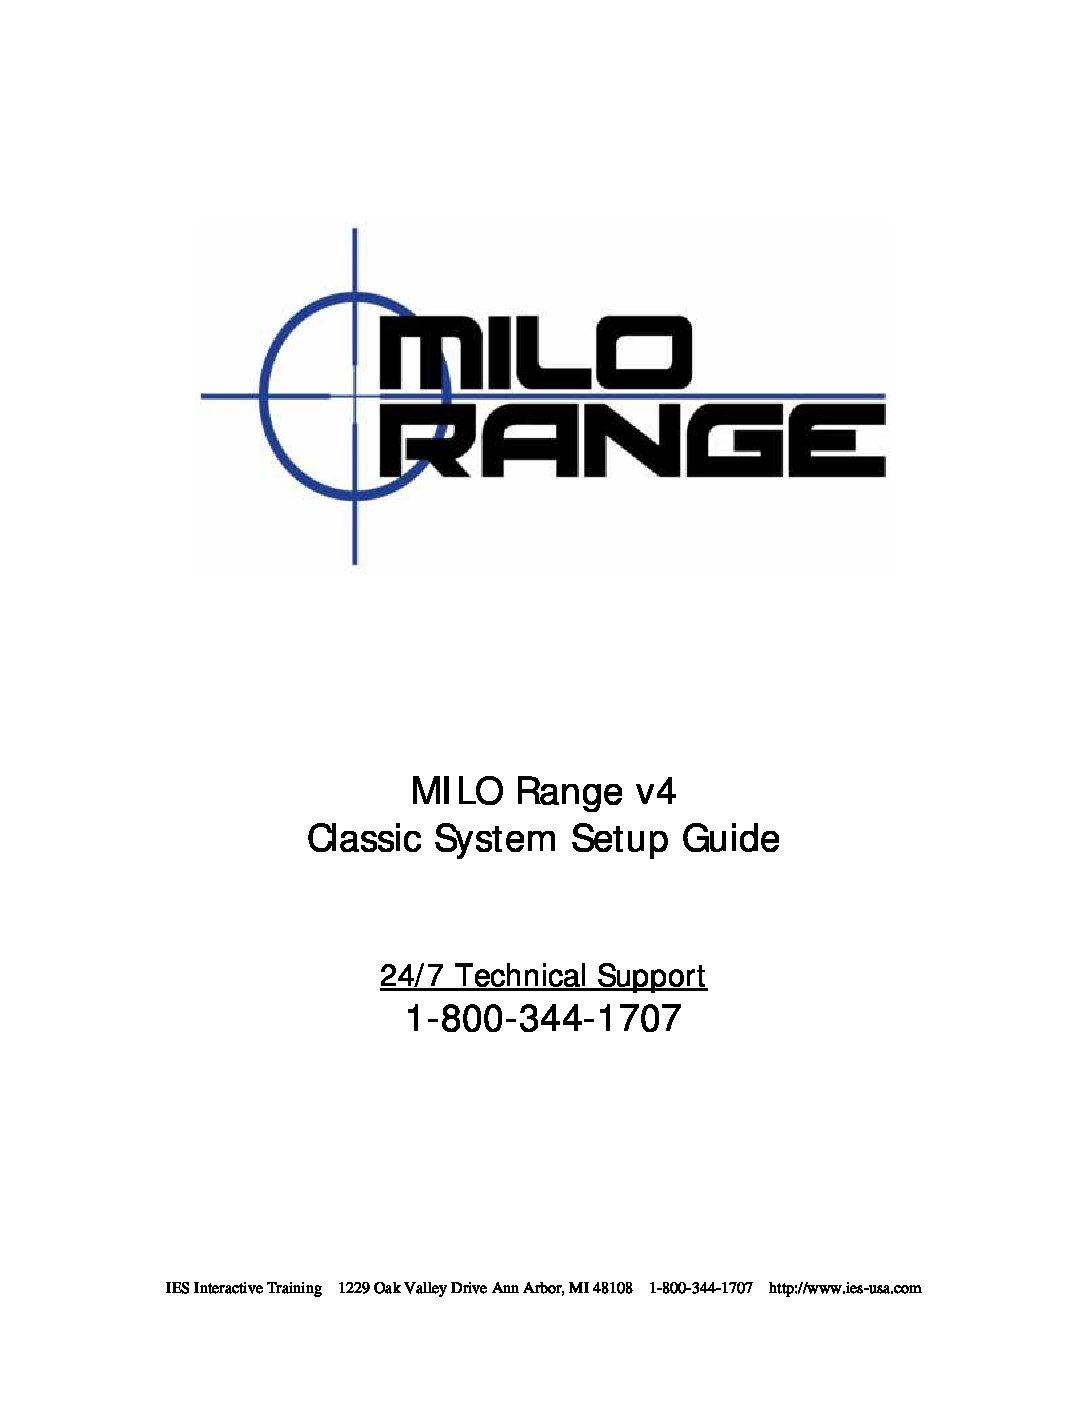 MILO
RANGE
MILO Range v4
Classic System Setup Guide
24/7 Technical Support
1-800-344-1707
IES Interactive Training 1229 Oak Valley Drive Ann Arbor, MI 48108 1-800-344-1707 http://www.ies-usa.com